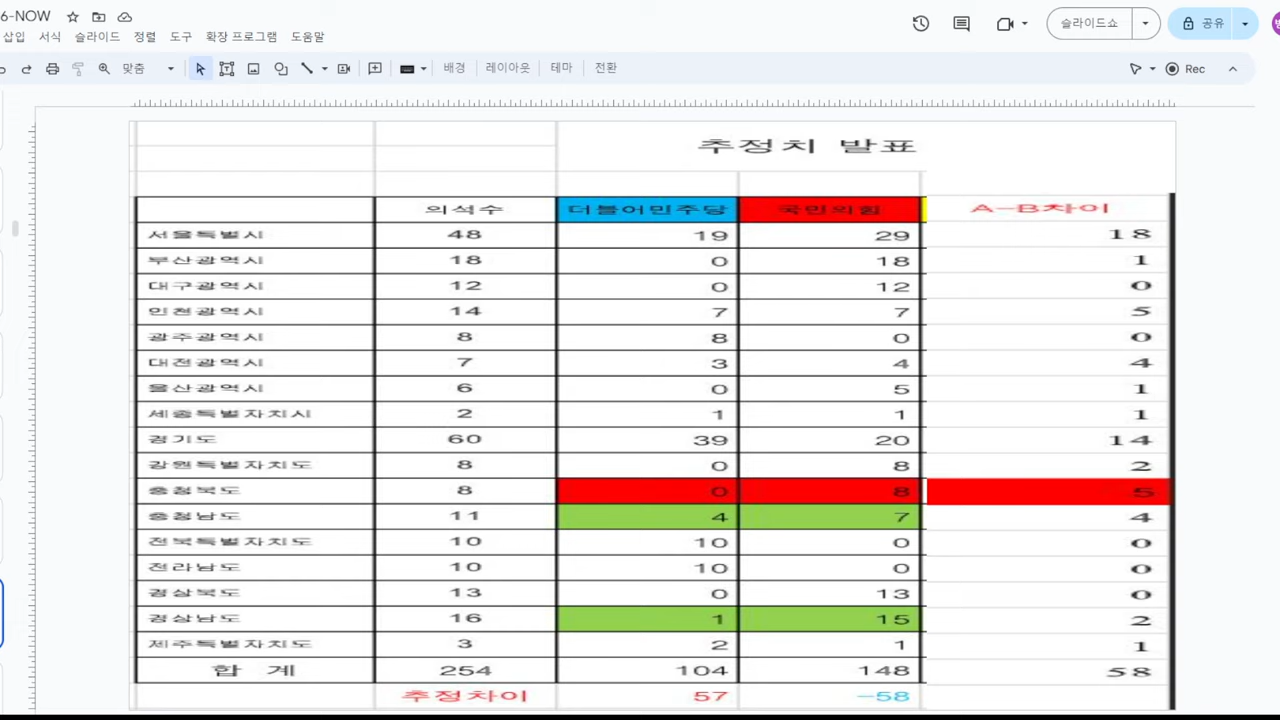 6-NOW
삽입 서식 슬라이드 정렬 도구 확장 프로그램 도움말
슬라이드쇼
공유
맞춤 배경 레이아웃 테마 전환
Rec
추정치 발표
의석수 더불어민주당 국민의힘 A-B차이
서울특별시 48 19 29 18
부산광역시 18 0 18 1
대구광역시 12 0 12 0
인천광역시 14 7 7 5
광주광역시 8 8 0 0
대전광역시 7 3 4 4
울산광역시 6 0 5 1
세종특별자치시 2 1 1 1
경기도 60 39 20 14
강원특별자치도 8 0 8 2
충청북도 8 0 8 5
충청남도 11 4 7 4
전북특별자치도 10 10 0 0
전라남도 10 10 0 0
경상북도 13 0 13 0
경상남도 16 1 15 2
제주특별자치도 3 2 1 1
합 계 254 104 148 58
추정차이 57 -58